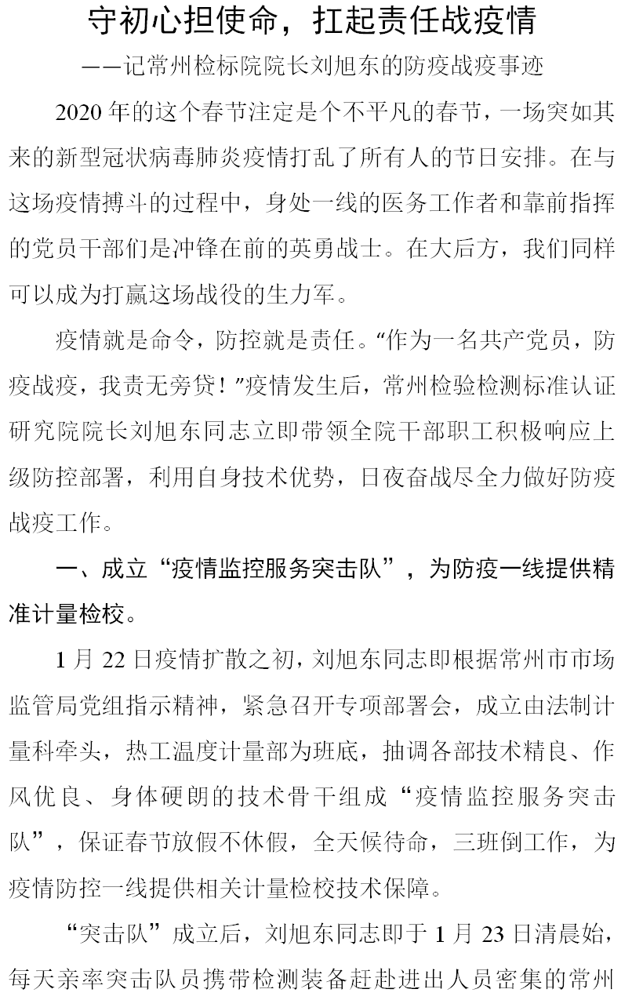 守初心担使命，扛起责任战疫情
——记常州检标院院长刘旭东的防疫战疫事迹
2020 年的这个春节注定是个不平凡的春节，一场突如其
来的新型冠状病毒肺炎疫情打乱了所有人的节日安排。在与
这场疫情搏斗的过程中，身处一线的医务工作者和靠前指挥
的党员干部们是冲锋在前的英勇战士。在大后方，我们同样
可以成为打赢这场战役的生力军。
疫情就是命令，防控就是责任。“作为一名共产党员，防
疫战疫，我责无旁贷！”疫情发生后，常州检验检测标准认证
研究院院长刘旭东同志立即带领全院干部职工积极响应上
级防控部署，利用自身技术优势，日夜奋战尽全力做好防疫
战疫工作。
一、成立“疫情监控服务突击队”，为防疫一线提供精
准计量检校。
1 月 22 日疫情扩散之初，刘旭东同志即根据常州市市场
监管局党组指示精神，紧急召开专项部署会，成立由法制计
量科牵头，热工温度计量部为班底，抽调各部技术精良、作
风优良、身体硬朗的技术骨干组成“疫情监控服务突击
队”，保证春节放假不休假，全天候待命，三班倒工作，为
疫情防控一线提供相关计量检校技术保障。
“突击队”成立后，刘旭东同志即于 1 月 23 日清晨始，
每天亲率突击队员携带检测装备赶赴进出人员密集的常州